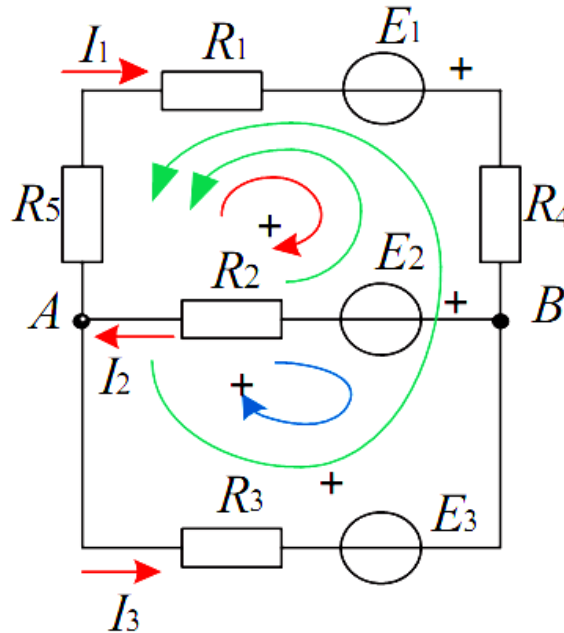 I1 R1 E1 +
R5 R4
+
R2 E2 +
A B
I2 +
+
R3 E3
I3